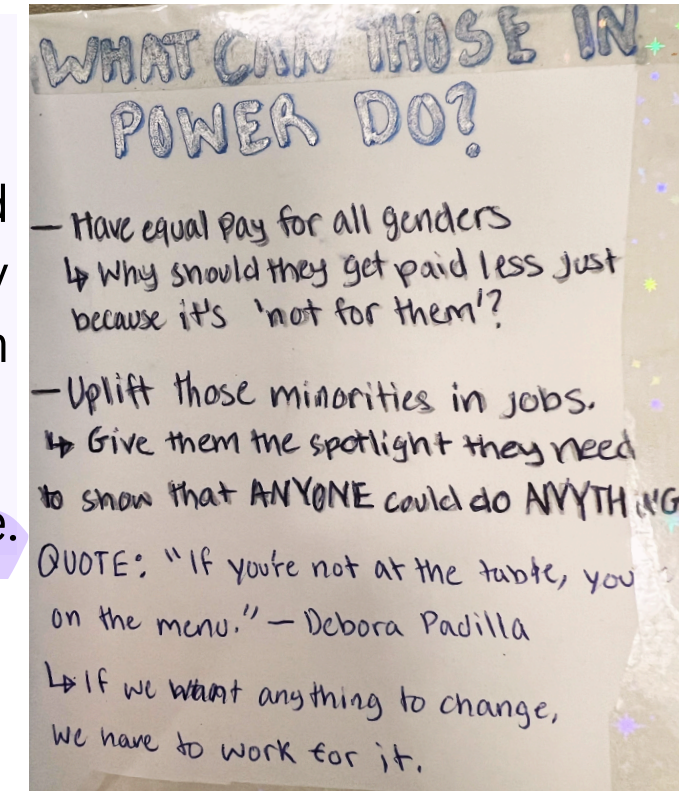 WHAT CAN THOSE IN
POWER DO?
— Have equal pay for all genders
↳ Why should they get paid less just
because it's 'not for them'?
— Uplift those minorities in jobs.
↳ Give them the spotlight they need
to show that ANYONE could do ANYTHING
QUOTE: "If you're not at the table, you
on the menu." — Debora Padilla
↳ If we want anything to change,
we have to work for it.